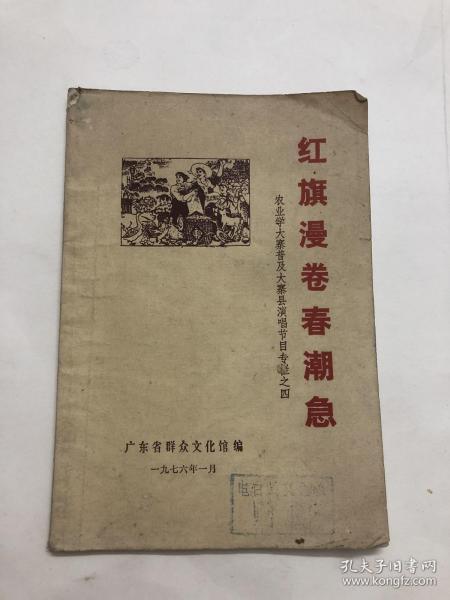 红旗漫卷春潮急
农业学大寨普及大寨县演唱节目专辑之四
广东省群众文化馆编
一九七六年一月
孔夫子旧书网
www.kongfz.com